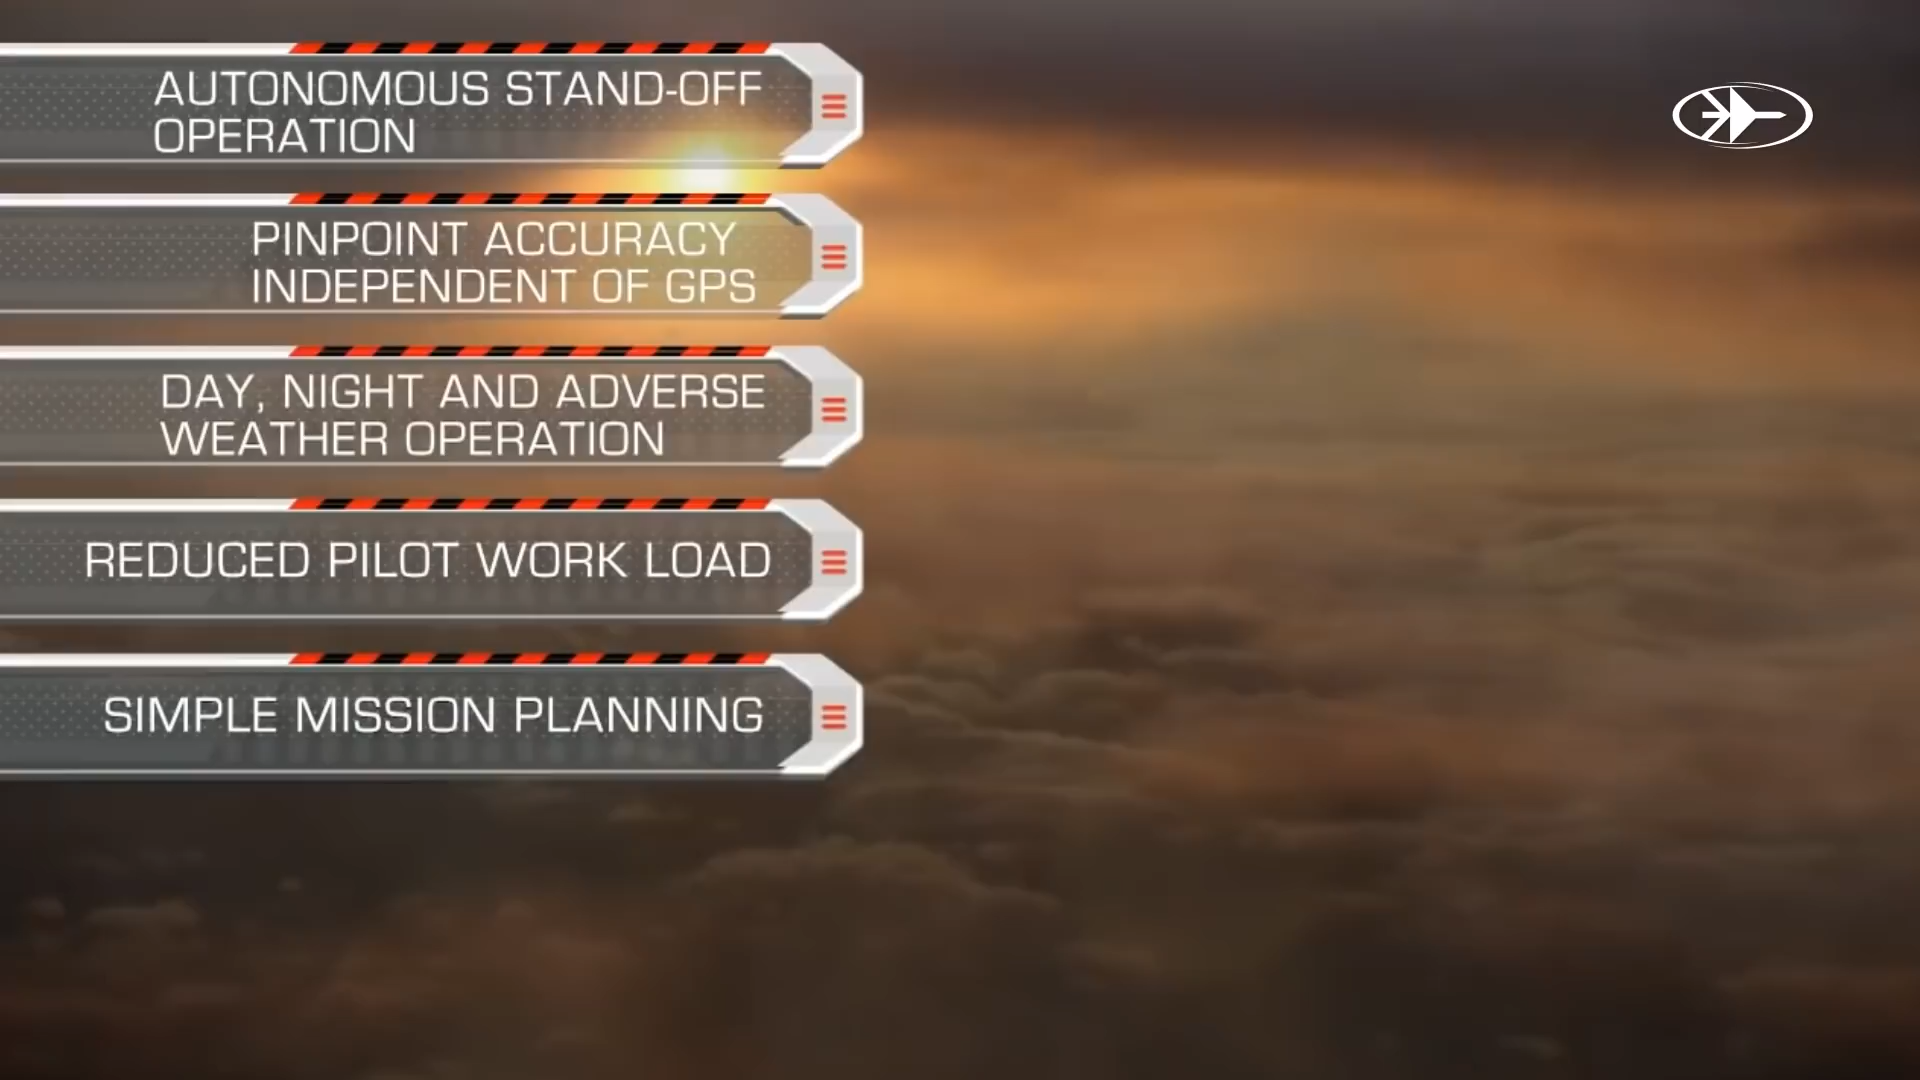 AUTONOMOUS STAND-OFF
OPERATION
PINPOINT ACCURACY
INDEPENDENT OF GPS
DAY, NIGHT AND ADVERSE
WEATHER OPERATION
REDUCED PILOT WORK LOAD
SIMPLE MISSION PLANNING